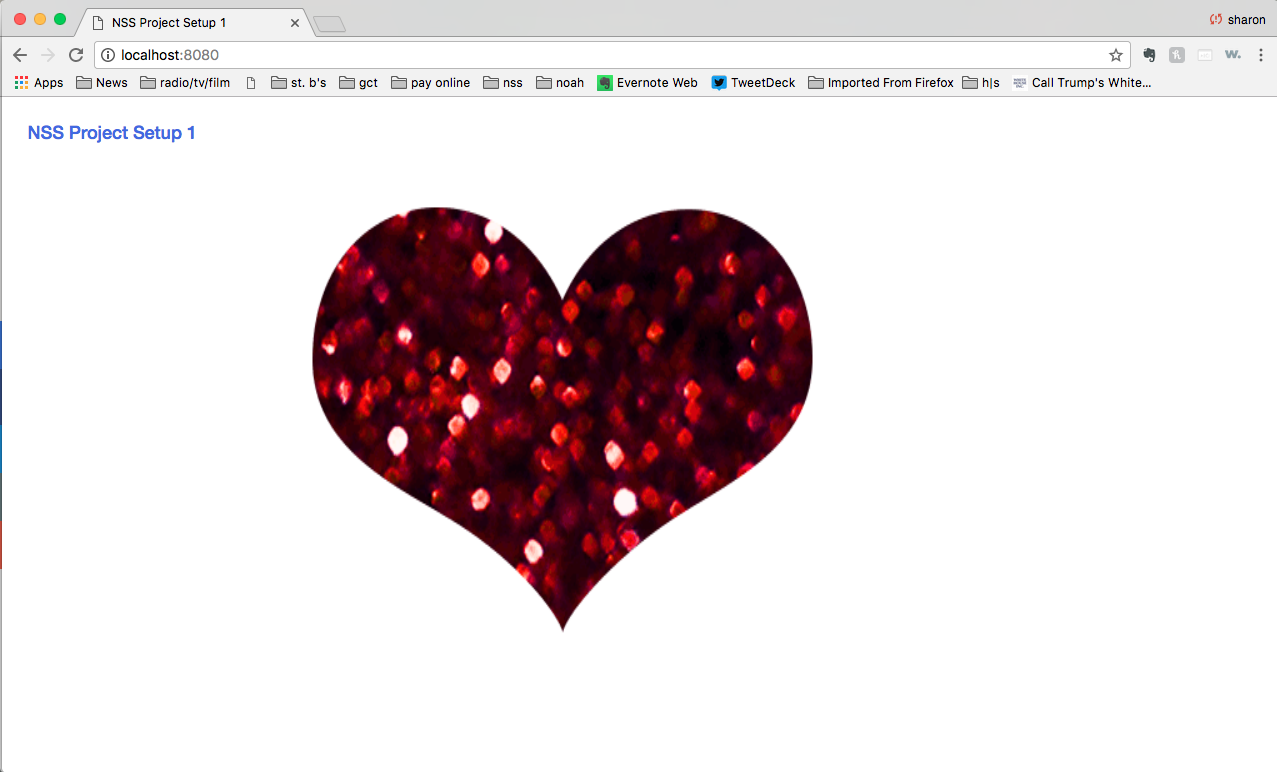 NSS Project Setup 1
sharon
localhost:8080
w.
Apps News radio/tv/film st. b's gct pay online nss noah Evernote Web TweetDeck Imported From Firefox h|s Call Trump's White...
NSS Project Setup 1